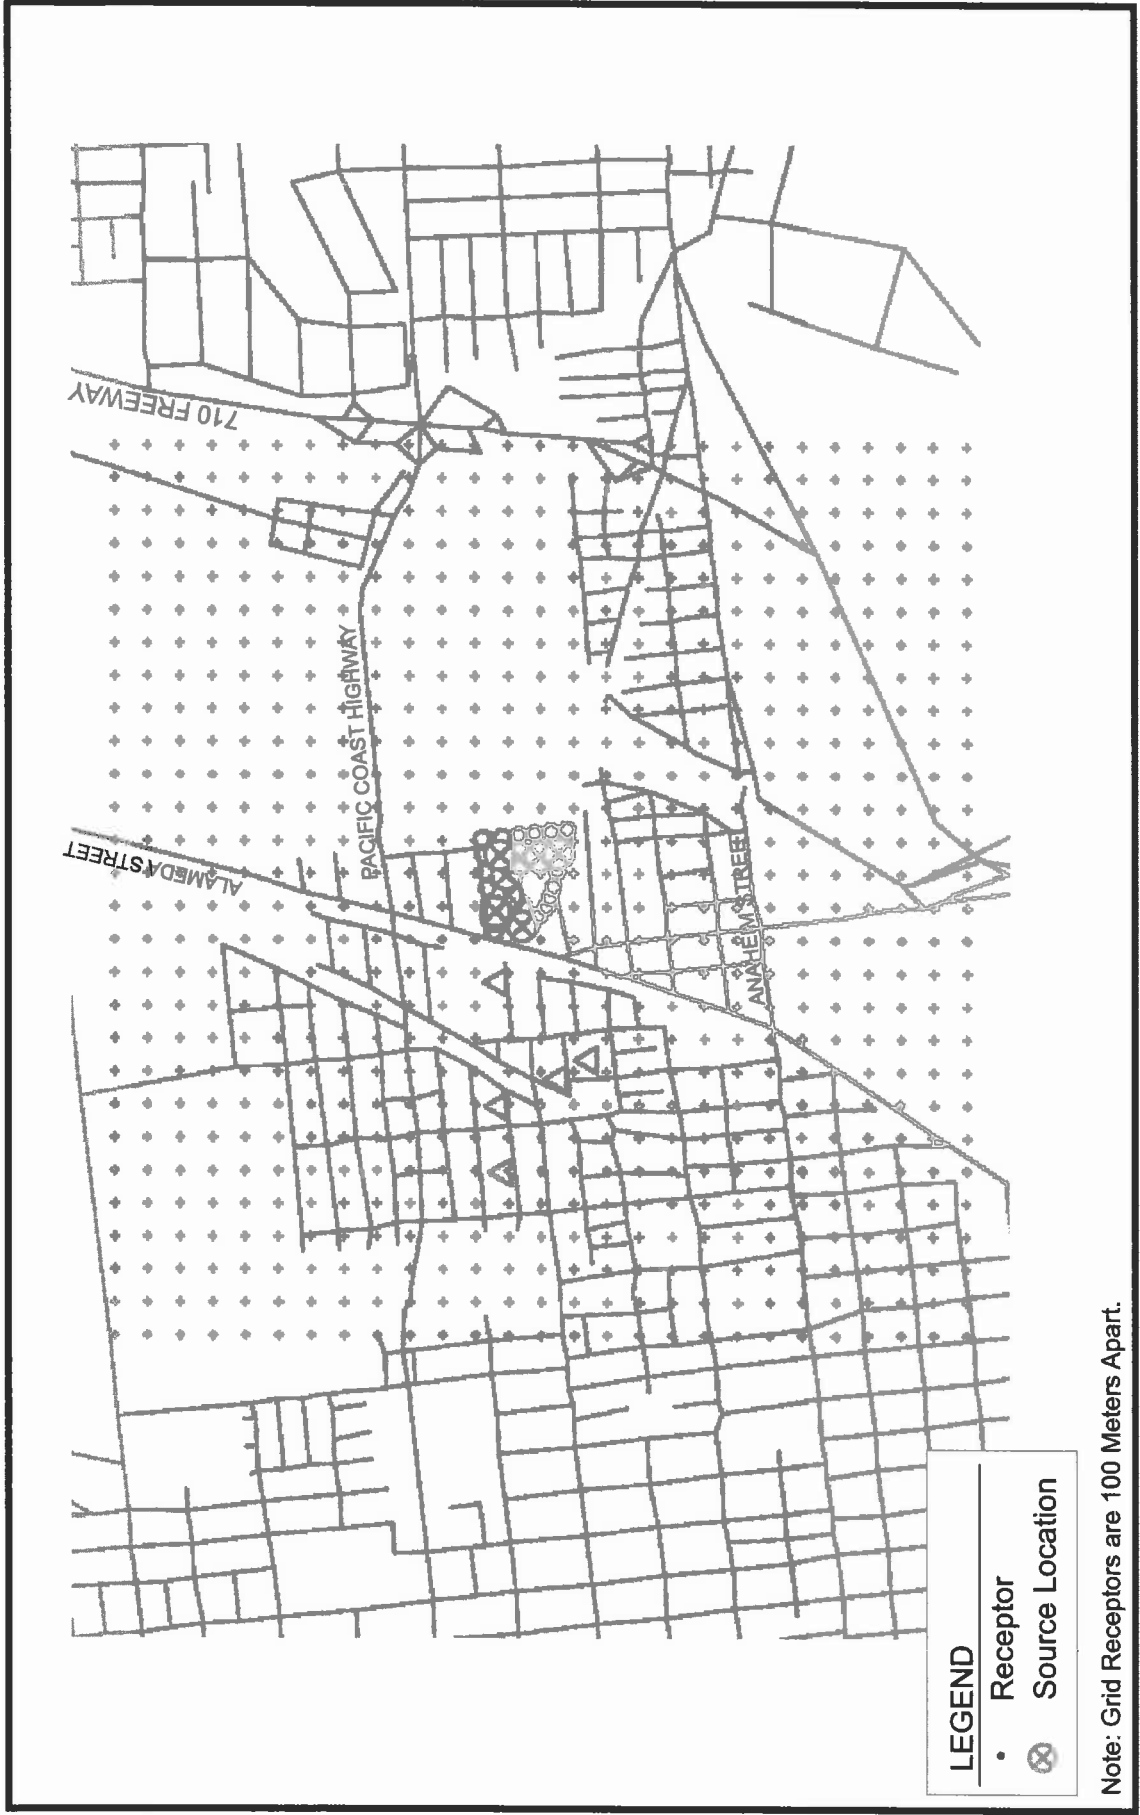 710 FREEWAY
ALAMEDA STREET
PACIFIC COAST HIGHWAY
ANAHEIM STREET
LEGEND
Receptor
Source Location
Note: Grid Receptors are 100 Meters Apart.